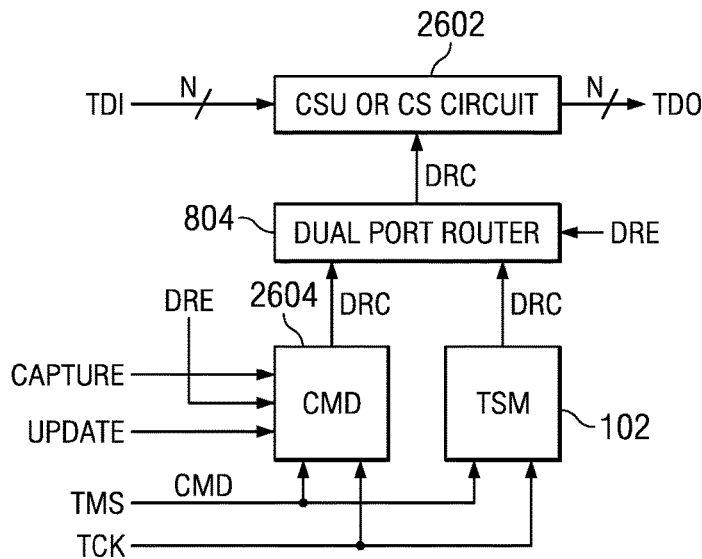 2602
TDI N CSU OR CS CIRCUIT N TDO
DRC
804 DUAL PORT ROUTER DRE
DRE 2604 DRC DRC
CAPTURE
CMD TSM
UPDATE 102
TMS CMD
TCK